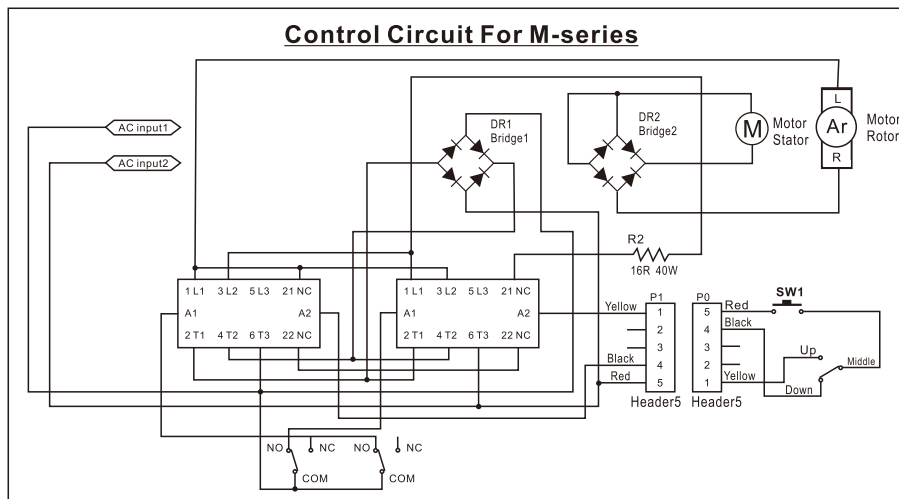 Control Circuit For M-series
AC input1
AC input2
DR1
Bridge1
DR2
Bridge2
M
Motor
Stator
L
Ar
R
Motor
Rotor
R2
16R 40W
1 L1 3 L2 5 L3 21 NC
A1 A2
2 T1 4 T2 6 T3 22 NC
1 L1 3 L2 5 L3 21 NC
A1 A2
2 T1 4 T2 6 T3 22 NC
Yellow
Black
Red
P1
1
2
3
4
5
Header5
P0
5
4
3
2
1
Header5
Red
Black
Yellow
SW1
Up
Middle
Down
NO NC
COM
NO NC
COM